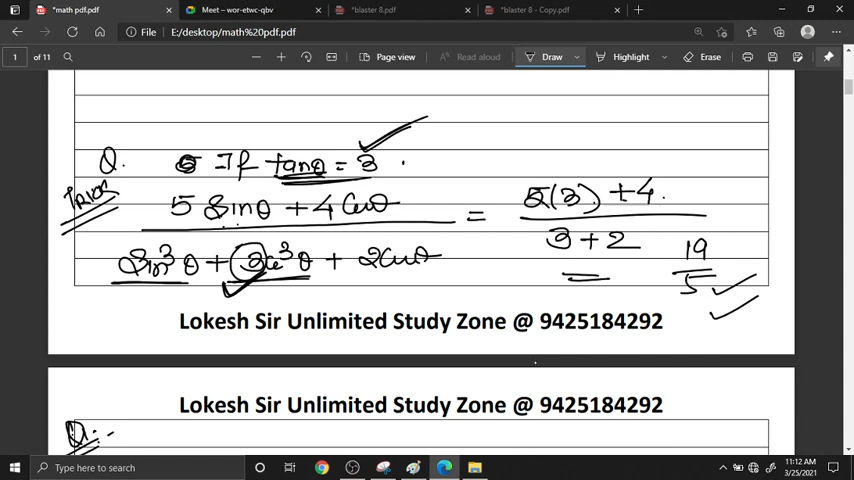 *math pdf.pdf
Meet – wor-etwc-qbv
*blaster 8.pdf
*blaster 8 - Copy.pdf
File E:/desktop/math%20pdf.pdf
1 of 11 Page view Read aloud Draw Highlight Erase
Q. If tanθ = 3
TRICK
5 Sinθ + 4 Cosθ = 5(3) + 4
Sin³θ + 3Cos³θ + 2Cosθ 3 + 2 19
5
Lokesh Sir Unlimited Study Zone @ 9425184292
Lokesh Sir Unlimited Study Zone @ 9425184292
Q:-
Type here to search
11:12 AM
3/25/2021